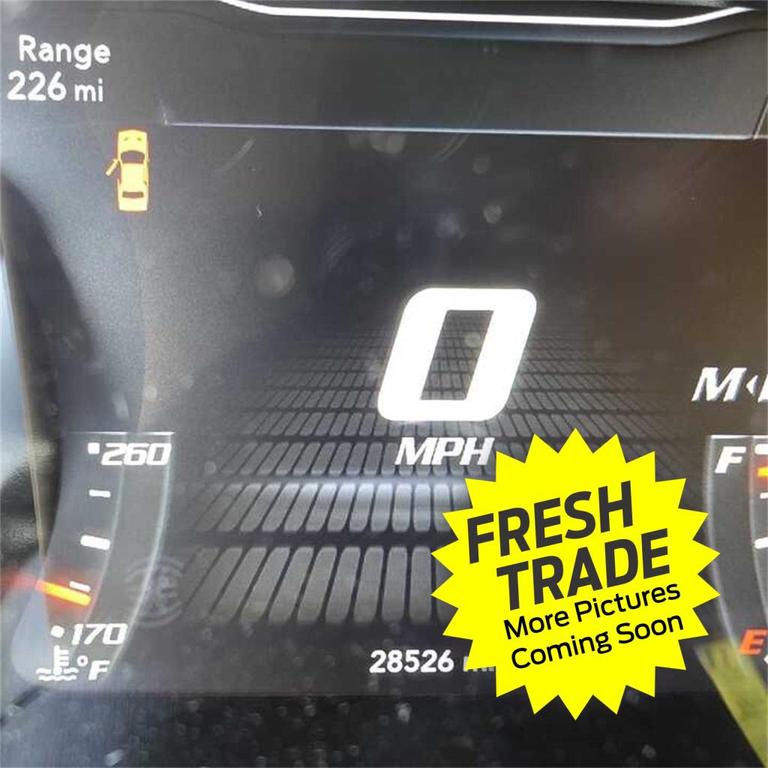 Range
226 mi
0
MPH
260
170
°F
F
E
28526
FRESH
TRADE
More Pictures
Coming Soon